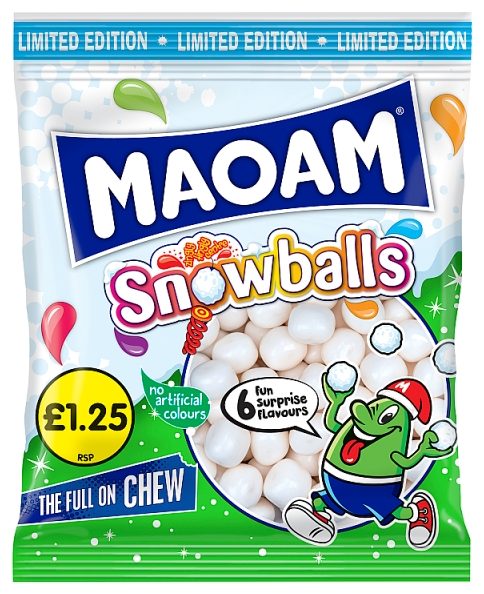 LIMITED EDITION * LIMITED EDITION * LIMITED EDITION
MAOAM®
Snowballs
no
artificial
colours
6 fun
surprise
flavours
£1.25
RSP
THE FULL ON CHEW
M